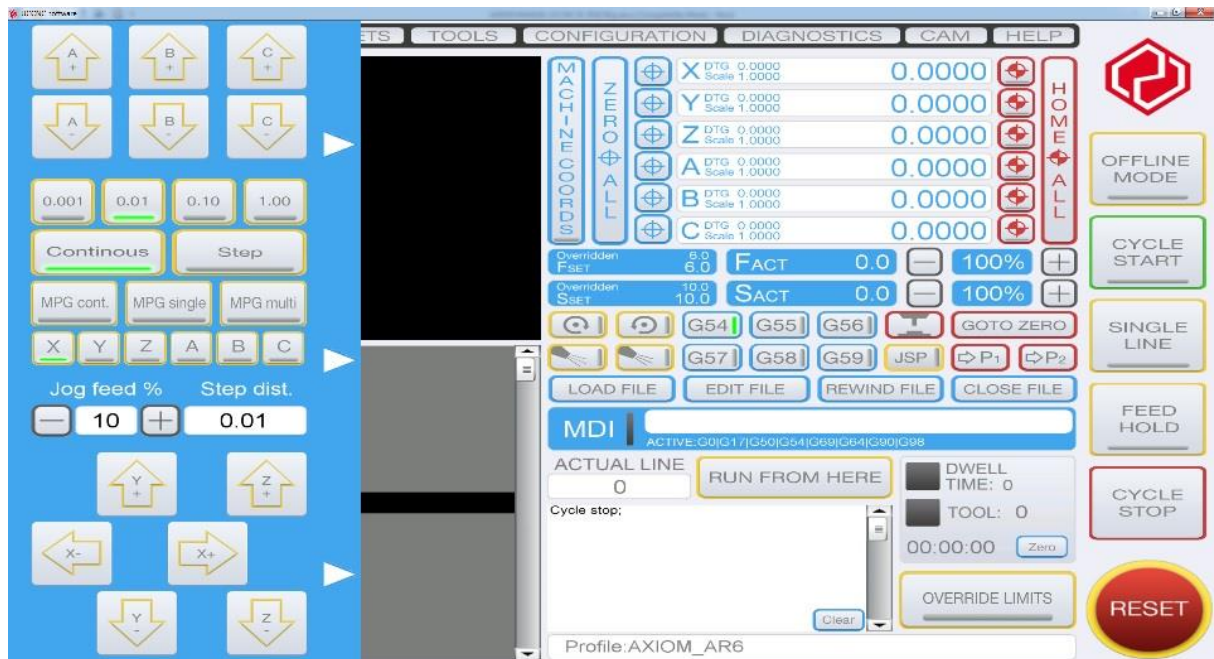 UCCNC software
ETS TOOLS CONFIGURATION DIAGNOSTICS CAM HELP
A + B + C +
A - B - C -
0.001 0.01 0.10 1.00
Continous Step
MPG cont. MPG single MPG multi
X Y Z A B C
Jog feed % Step dist.
10 0.01
Y + Z +
X- X+
Y - Z -
MACHINE COORDS
ZERO ALL
X DTG 0.0000 Scale 1.0000 0.0000
Y DTG 0.0000 Scale 1.0000 0.0000
Z DTG 0.0000 Scale 1.0000 0.0000
A DTG 0.0000 Scale 1.0000 0.0000
B DTG 0.0000 Scale 1.0000 0.0000
C DTG 0.0000 Scale 1.0000 0.0000
HOME ALL
Overridden 6.0
FSET 6.0 FACT 0.0 100%
Overridden 10.0
SSET 10.0 SACT 0.0 100%
G54 G55 G56 GOTO ZERO
G57 G58 G59 JSP P1 P2
LOAD FILE EDIT FILE REWIND FILE CLOSE FILE
MDI
ACTIVE:G0|G17|G50|G54|G69|G64|G90|G98
ACTUAL LINE
0
RUN FROM HERE
DWELL
TIME: 0
TOOL: 0
00:00:00 Zero
Cycle stop;
Clear
OVERRIDE LIMITS
Profile:AXIOM_AR6
OFFLINE
MODE
CYCLE
START
SINGLE
LINE
FEED
HOLD
CYCLE
STOP
RESET